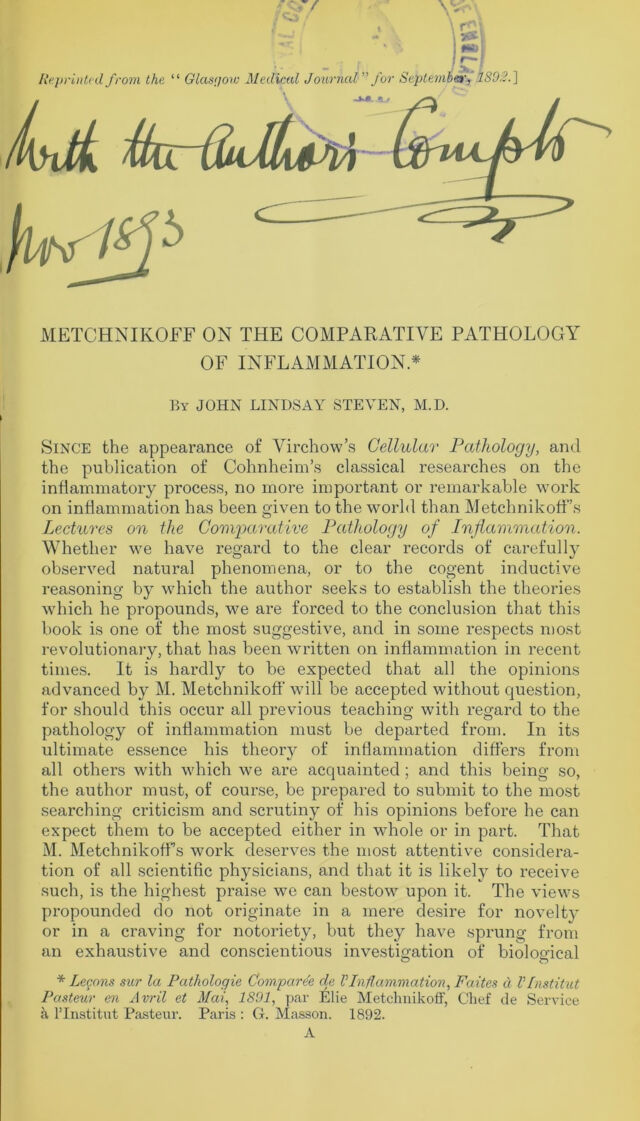 OF ENGLAND
Reprinted from the "Glasgow Medical Journal" for September, 1892.]
With the Author's Compts
Nov 1893
METCHNIKOFF ON THE COMPARATIVE PATHOLOGY
OF INFLAMMATION.*
By JOHN LINDSAY STEVEN, M.D.
SINCE the appearance of Virchow's Cellular Pathology, and
the publication of Cohnheim's classical researches on the
inflammatory process, no more important or remarkable work
on inflammation has been given to the world than Metchnikoff's
Lectures on the Comparative Pathology of Inflammation.
Whether we have regard to the clear records of carefully
observed natural phenomena, or to the cogent inductive
reasoning by which the author seeks to establish the theories
which he propounds, we are forced to the conclusion that this
book is one of the most suggestive, and in some respects most
revolutionary, that has been written on inflammation in recent
times. It is hardly to be expected that all the opinions
advanced by M. Metchnikoff will be accepted without question,
for should this occur all previous teaching with regard to the
pathology of inflammation must be departed from. In its
ultimate essence his theory of inflammation differs from
all others with which we are acquainted; and this being so,
the author must, of course, be prepared to submit to the most
searching criticism and scrutiny of his opinions before he can
expect them to be accepted either in whole or in part. That
M. Metchnikoff's work deserves the most attentive considera-
tion of all scientific physicians, and that it is likely to receive
such, is the highest praise we can bestow upon it. The views
propounded do not originate in a mere desire for novelty
or in a craving for notoriety, but they have sprung from
an exhaustive and conscientious investigation of biological
* Leçons sur la Pathologie Comparée de l'Inflammation, Faites à l'Institut
Pasteur en Avril et Mai, 1891, par Élie Metchnikoff, Chef de Service
à l'Institut Pasteur. Paris: G. Masson. 1892.
A